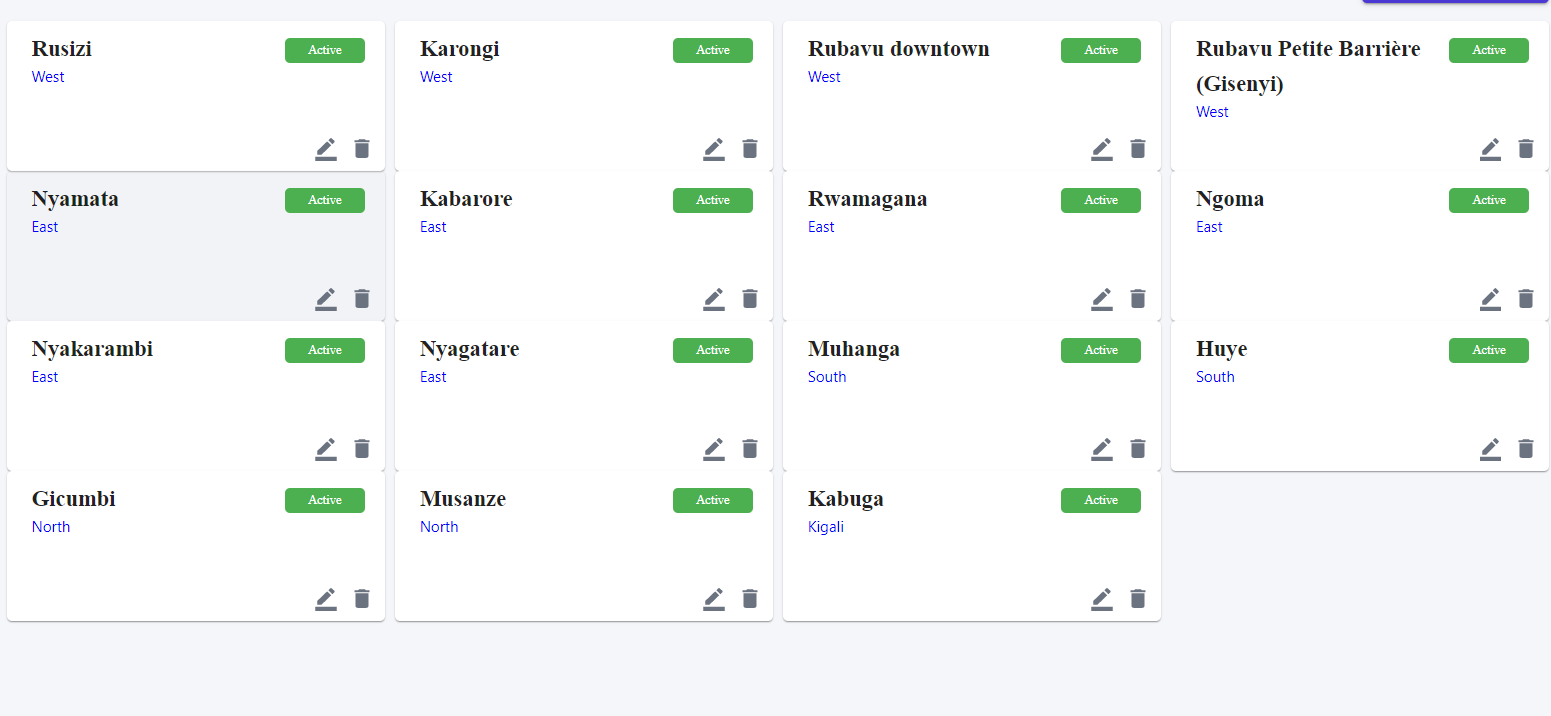 Rusizi
Active
West
Karongi
Active
West
Rubavu downtown
Active
West
Rubavu Petite Barrière
(Gisenyi)
Active
West
Nyamata
Active
East
Kabarore
Active
East
Rwamagana
Active
East
Ngoma
Active
East
Nyakarambi
Active
East
Nyagatare
Active
East
Muhanga
Active
South
Huye
Active
South
Gicumbi
Active
North
Musanze
Active
North
Kabuga
Active
Kigali